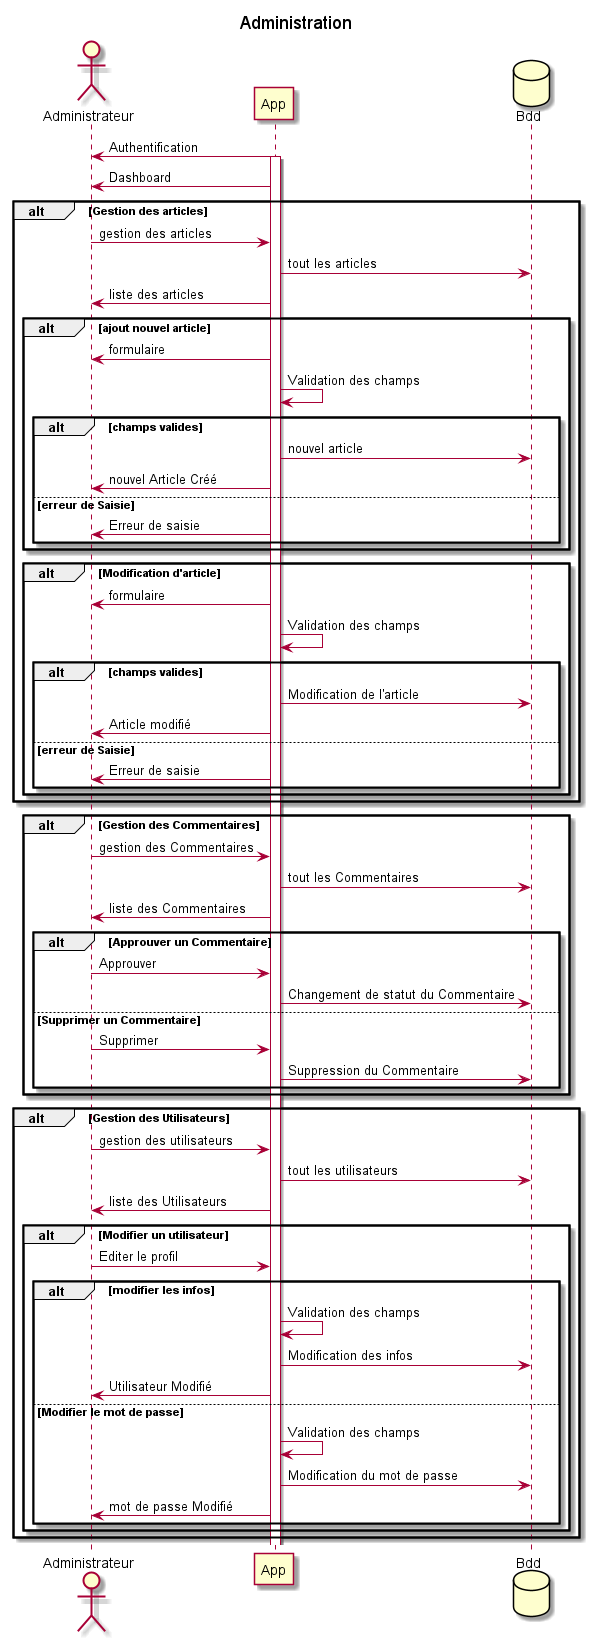 Administration
Administrateur
App
Bdd
Authentification
Dashboard
alt [Gestion des articles]
gestion des articles
tout les articles
liste des articles
alt [ajout nouvel article]
formulaire
Validation des champs
alt [champs valides]
nouvel article
nouvel Article Créé
[erreur de Saisie]
Erreur de saisie
alt [Modification d'article]
formulaire
Validation des champs
alt [champs valides]
Modification de l'article
Article modifié
[erreur de Saisie]
Erreur de saisie
alt [Gestion des Commentaires]
gestion des Commentaires
tout les Commentaires
liste des Commentaires
alt [Approuver un Commentaire]
Approuver
Changement de statut du Commentaire
[Supprimer un Commentaire]
Supprimer
Suppression du Commentaire
alt [Gestion des Utilisateurs]
gestion des utilisateurs
tout les utilisateurs
liste des Utilisateurs
alt [Modifier un utilisateur]
Editer le profil
alt [modifier les infos]
Validation des champs
Modification des infos
Utilisateur Modifié
[Modifier le mot de passe]
Validation des champs
Modification du mot de passe
mot de passe Modifié
Administrateur
App
Bdd